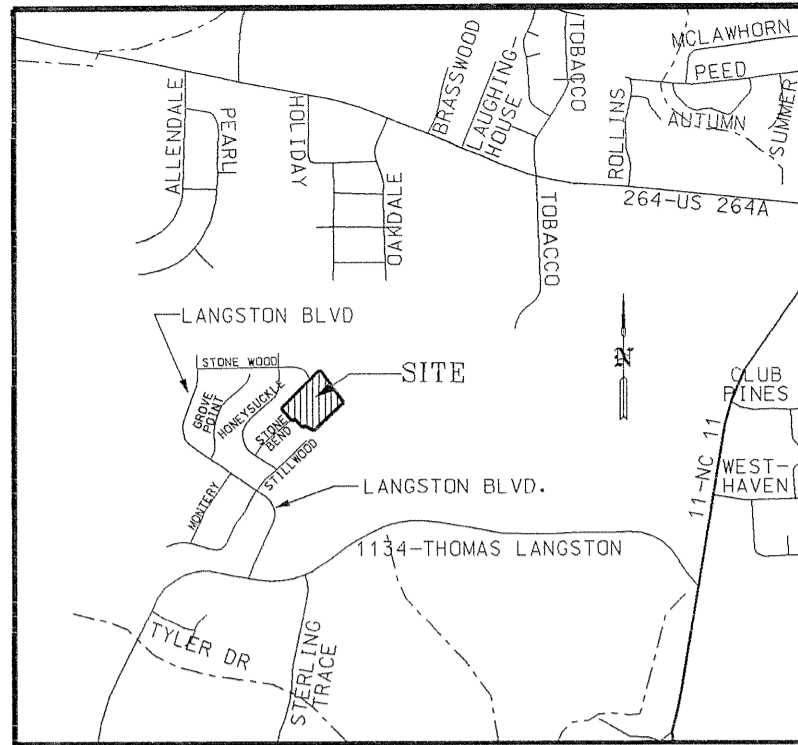 MCLAWHORN
PEED
AUTUMN
SUMMER
ROLLINS
TOBACCO
LAUGHING-
HOUSE
BRASSWOOD
ALLENDALE
PEARL
HOLIDAY
OAKDALE
TOBACCO
264-US 264A
LANGSTON BLVD
STONE WOOD
SITE
N
GROVE
POINT
HONEYSUCKLE
STONE
BEND
STILLWOOD
MONTERY
LANGSTON BLVD.
CLUB
PINES
WEST-
HAVEN
11-NC 11
1134-THOMAS LANGSTON
TYLER DR
STERLING
TRACE